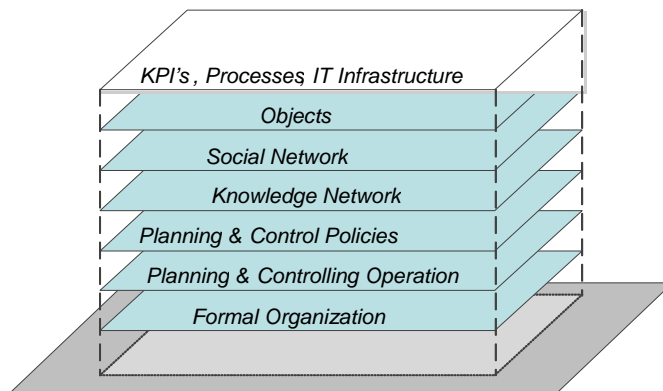 KPI's , Processes, IT Infrastructure
Objects
Social Network
Knowledge Network
Planning & Control Policies
Planning & Controlling Operation
Formal Organization